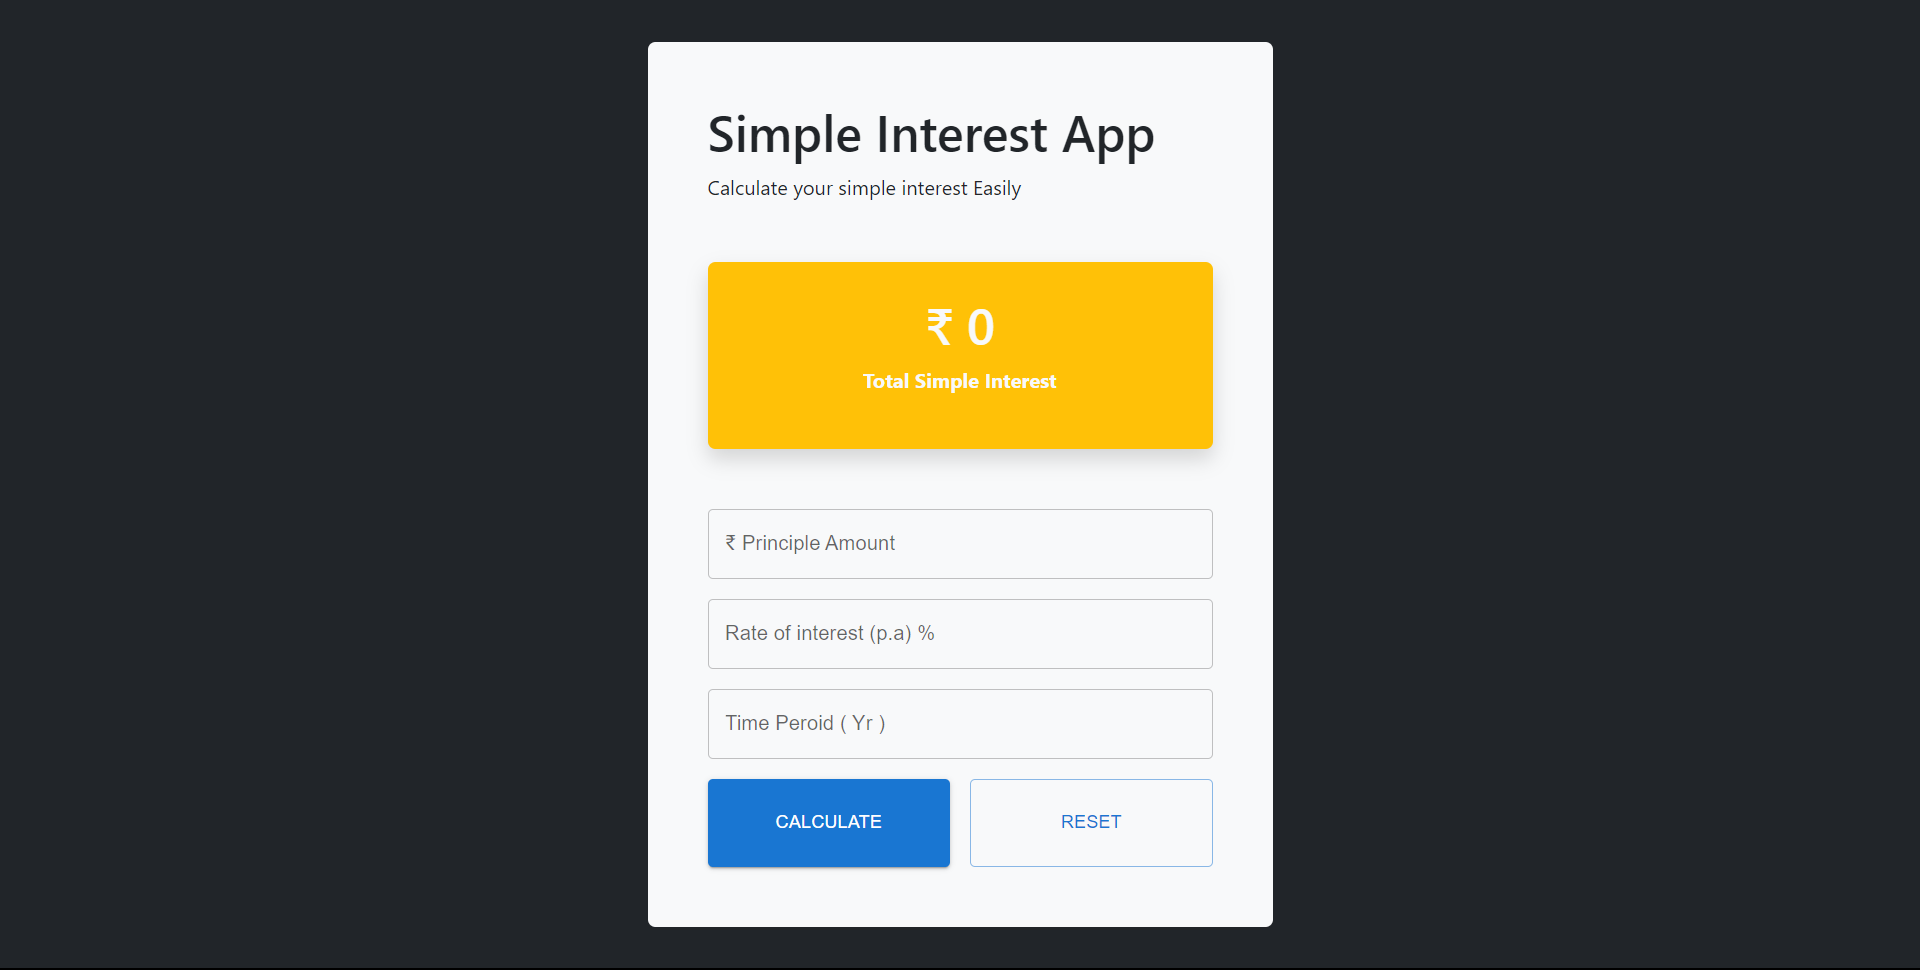 Simple Interest App
Calculate your simple interest Easily
₹ 0
Total Simple Interest
₹ Principle Amount
Rate of interest (p.a) %
Time Peroid ( Yr )
CALCULATE
RESET